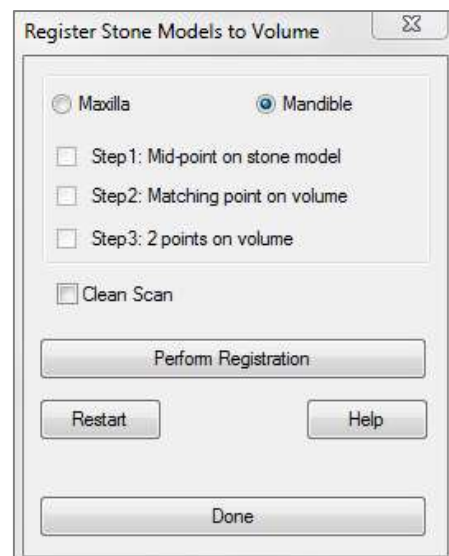 Register Stone Models to Volume
Maxilla Mandible
Step1: Mid-point on stone model
Step2: Matching point on volume
Step3: 2 points on volume
Clean Scan
Perform Registration
Restart Help
Done